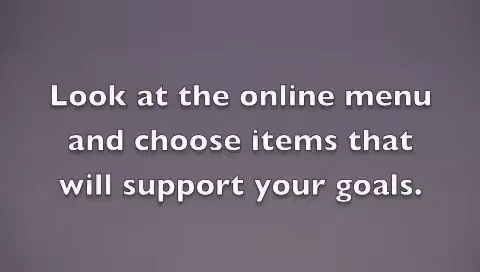 Look at the online menu
and choose items that
will support your goals.